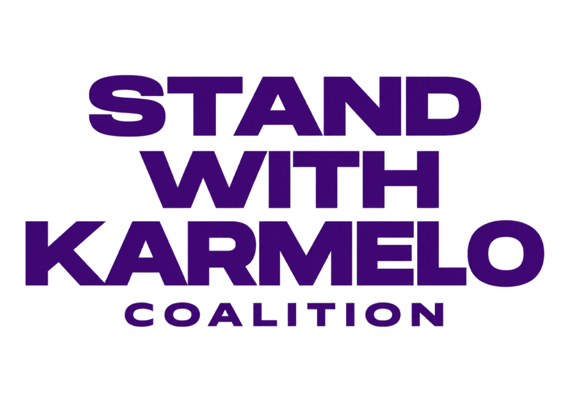 STAND
WITH
KARMELO
COALITION